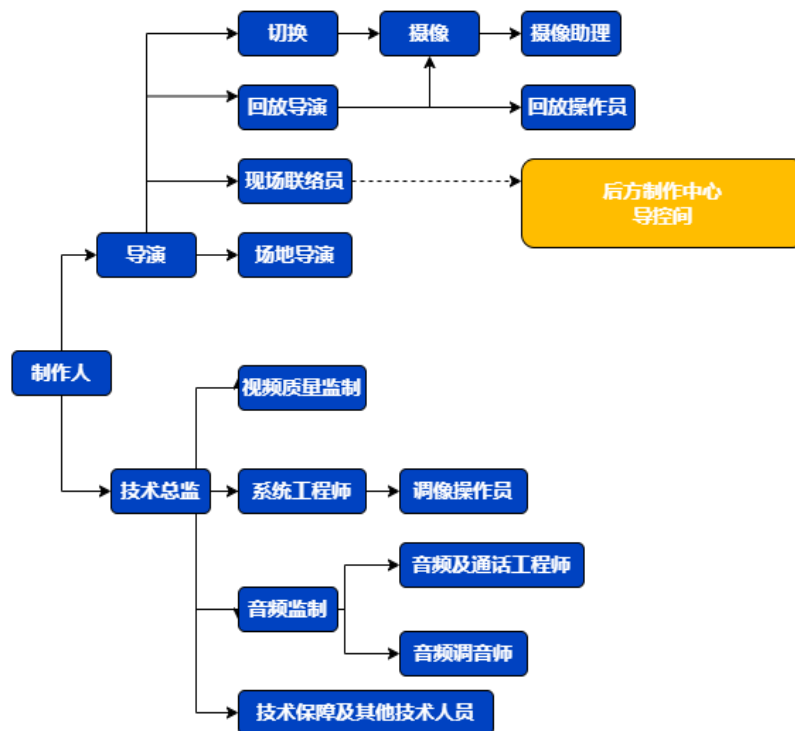 切换
摄像
摄像助理
回放导演
回放操作员
现场联络员
后方制作中心
导控间
导演
场地导演
制作人
视频质量监制
技术总监
系统工程师
调像操作员
音频及通话工程师
音频监制
音频调音师
技术保障及其他技术人员